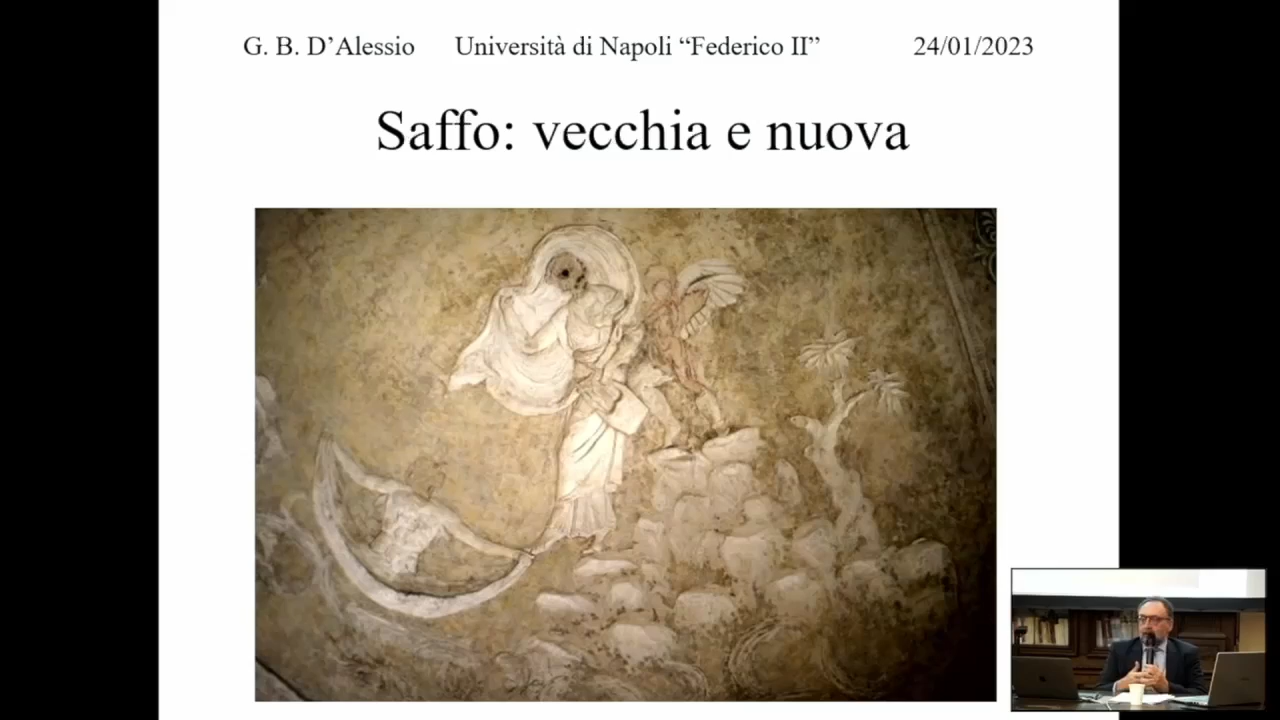 G. B. D’Alessio Università di Napoli “Federico II” 24/01/2023
Saffo: vecchia e nuova